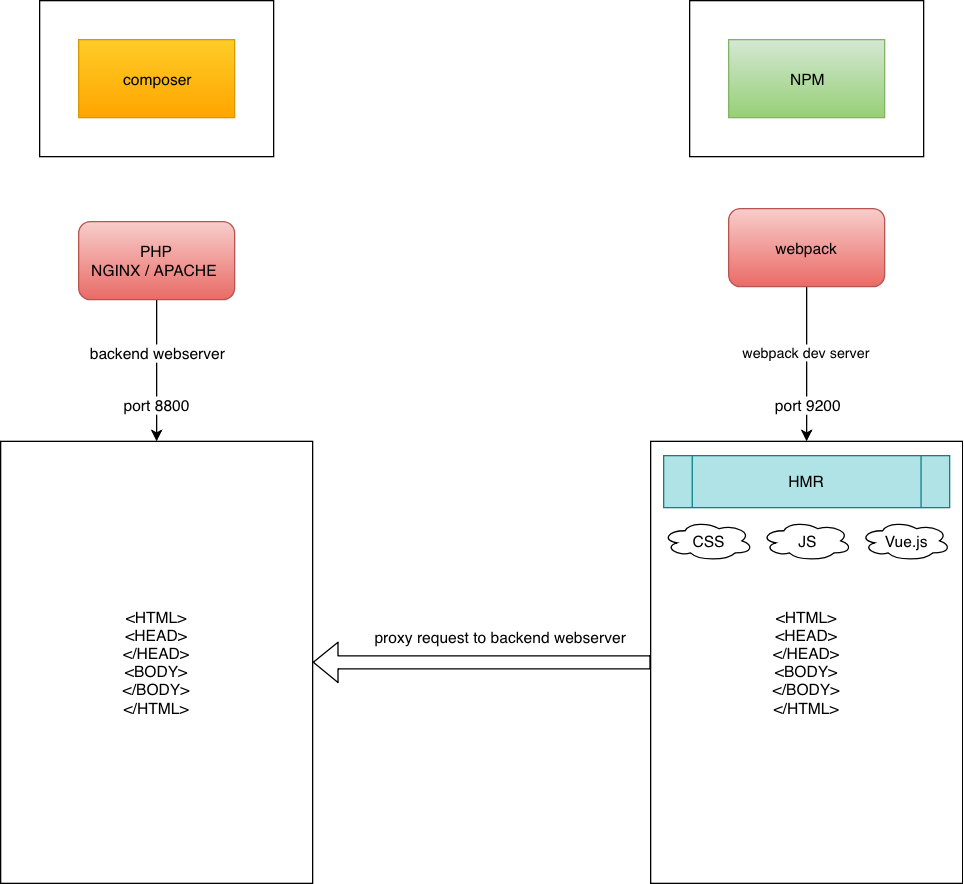 composer
NPM
PHP
NGINX / APACHE
webpack
backend webserver
webpack dev server
port 8800
port 9200
HMR
CSS
JS
Vue.js
<HTML>
<HEAD>
</HEAD>
<BODY>
</BODY>
</HTML>
proxy request to backend webserver
<HTML>
<HEAD>
</HEAD>
<BODY>
</BODY>
</HTML>